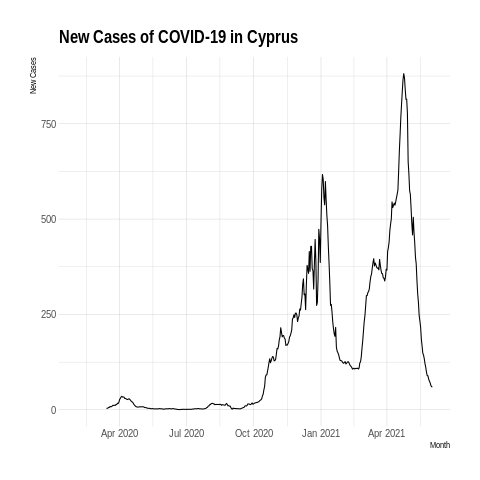 New Cases of COVID-19 in Cyprus
New Cases
750
500
250
0
Apr 2020 Jul 2020 Oct 2020 Jan 2021 Apr 2021
Month